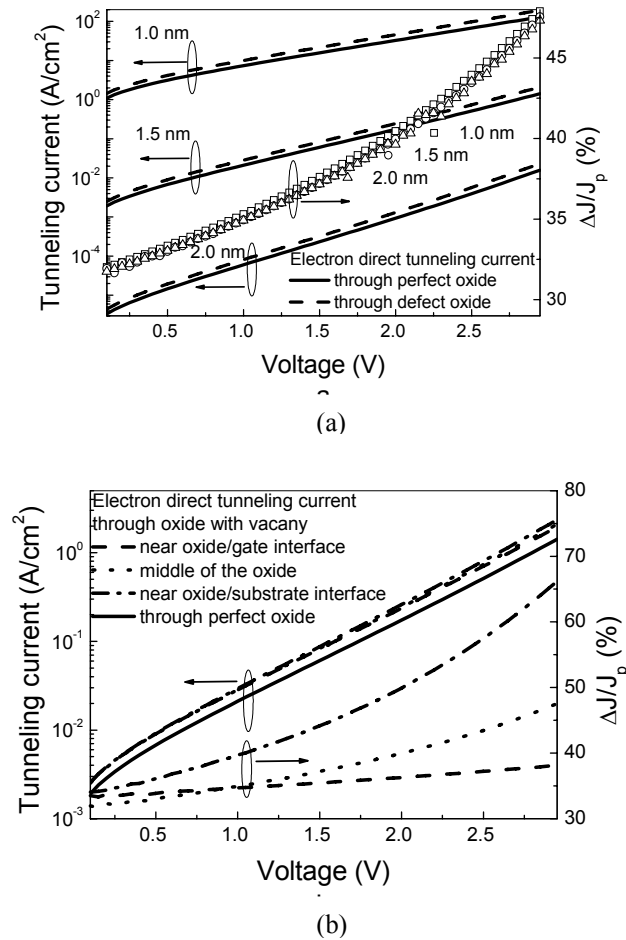 10²
10⁰
10⁻²
10⁻⁴
Tunneling current (A/cm²)
1.0 nm
1.5 nm
2.0 nm
1.0 nm
1.5 nm
2.0 nm
Electron direct tunneling current
through perfect oxide
through defect oxide
45
40
35
30
ΔJ/Jₚ (%)
0.5 1.0 1.5 2.0 2.5
Voltage (V)
(a)
10⁰
10⁻¹
10⁻²
10⁻³
Tunneling current (A/cm²)
Electron direct tunneling current
through oxide with vacany
near oxide/gate interface
middle of the oxide
near oxide/substrate interface
through perfect oxide
80
70
60
50
40
30
ΔJ/Jₚ (%)
0.5 1.0 1.5 2.0 2.5
Voltage (V)
(b)